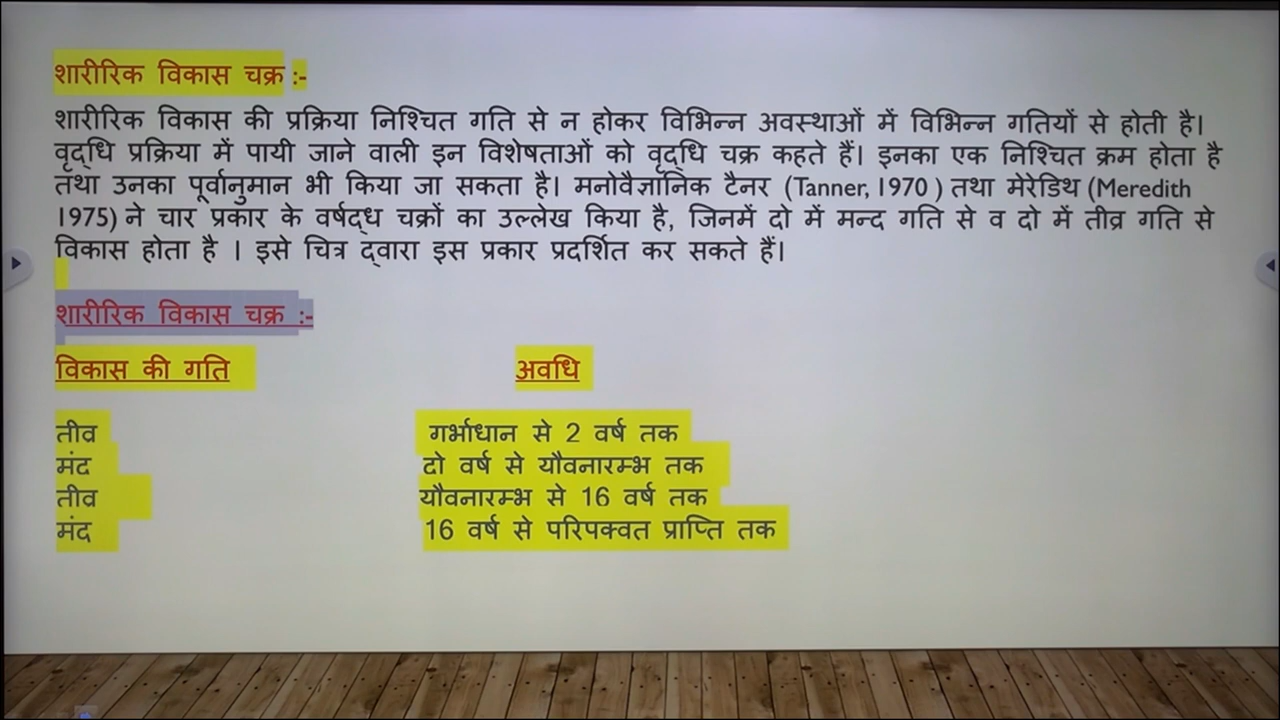 शारीरिक विकास चक्र :-
शारीरिक विकास की प्रक्रिया निश्चित गति से न होकर विभिन्न अवस्थाओं में विभिन्न गतियों से होती है।
वृद्धि प्रक्रिया में पायी जाने वाली इन विशेषताओं को वृद्धि चक्र कहते हैं। इनका एक निश्चित क्रम होता है
तथा उनका पूर्वानुमान भी किया जा सकता है। मनोवैज्ञानिक टैनर (Tanner, 1970 ) तथा मेरेडिथ (Meredith
1975) ने चार प्रकार के वर्षद्ध चक्रों का उल्लेख किया है, जिनमें दो में मन्द गति से व दो में तीव्र गति से
विकास होता है । इसे चित्र द्वारा इस प्रकार प्रदर्शित कर सकते हैं।
शारीरिक विकास चक्र :-
विकास की गति अवधि
तीव्र गर्भाधान से 2 वर्ष तक
मंद दो वर्ष से यौवनारम्भ तक
तीव्र यौवनारम्भ से 16 वर्ष तक
मंद 16 वर्ष से परिपक्वत प्राप्ति तक